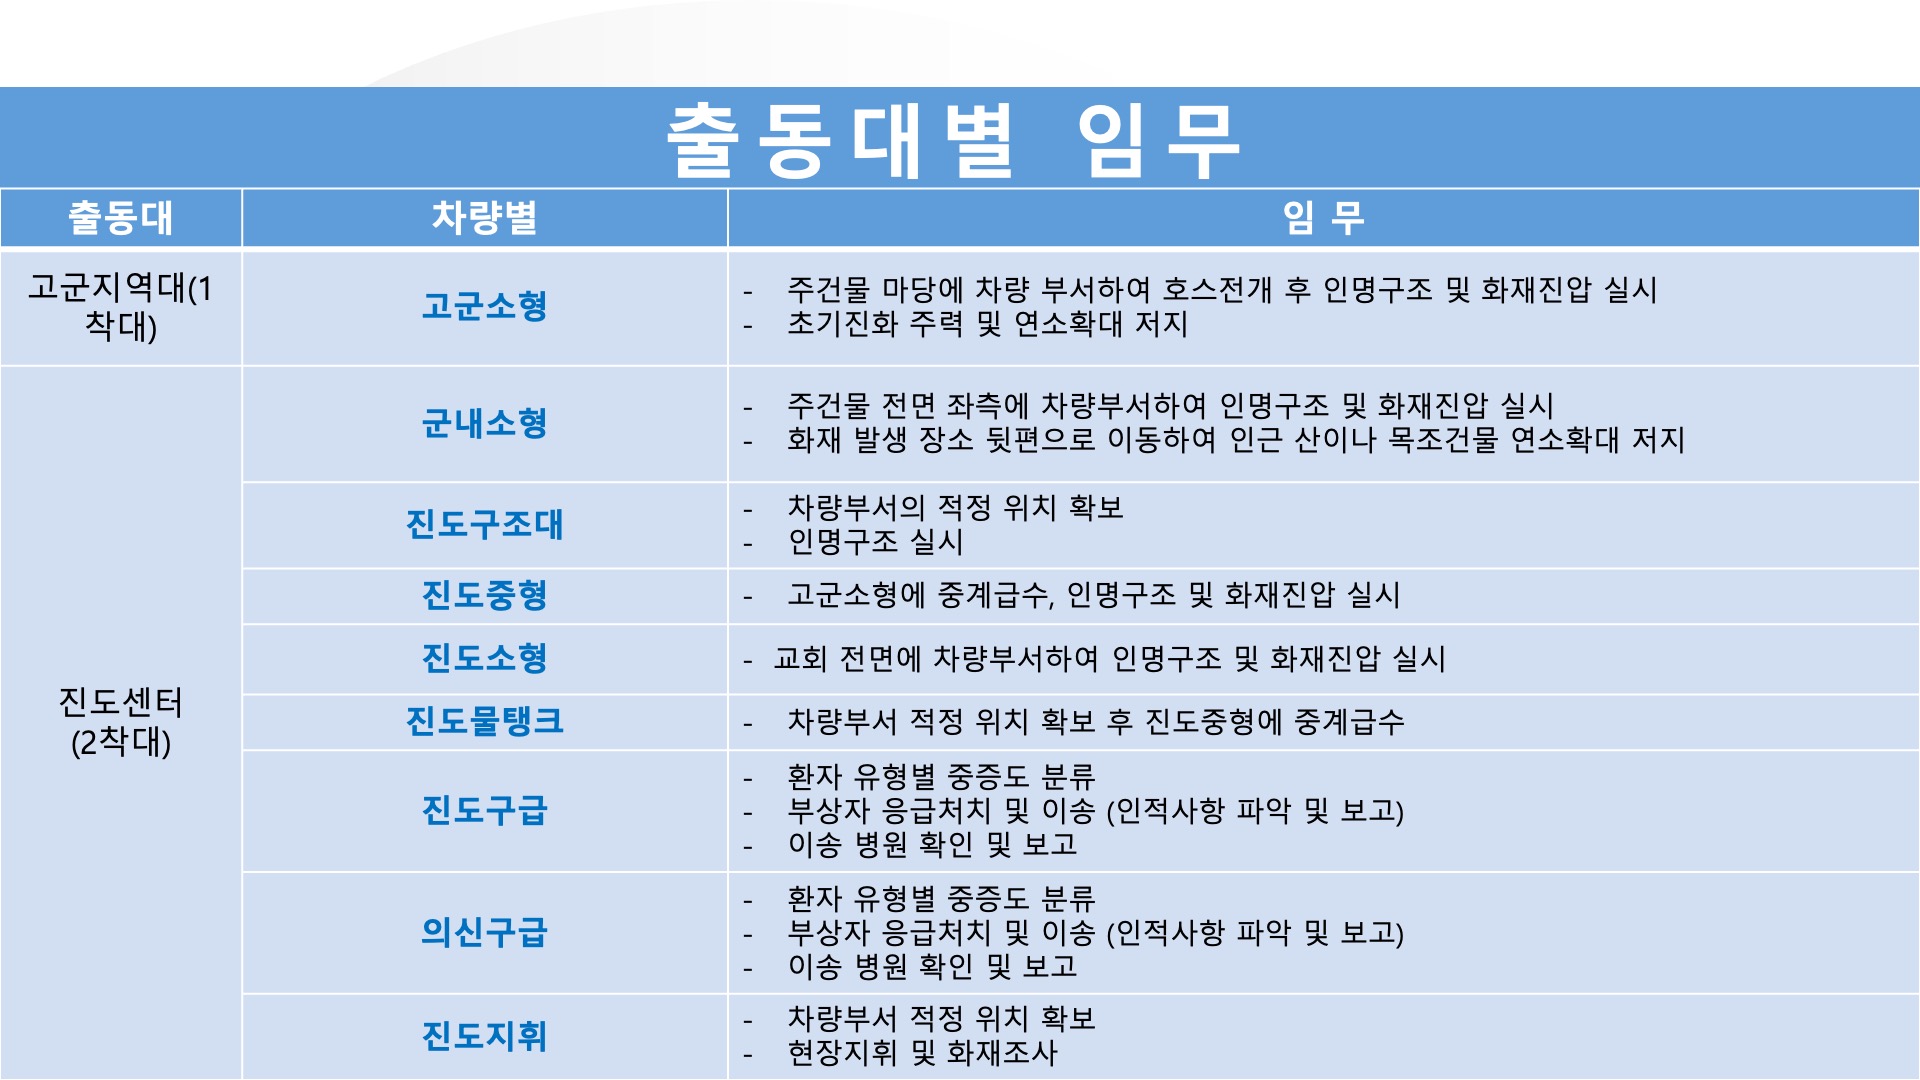 출동대별 임무
출동대
차량별
임 무
고군지역대(1
착대)
고군소형
- 주건물 마당에 차량 부서하여 호스전개 후 인명구조 및 화재진압 실시
- 초기진화 주력 및 연소확대 저지
진도센터
(2착대)
군내소형
- 주건물 전면 좌측에 차량부서하여 인명구조 및 화재진압 실시
- 화재 발생 장소 뒷편으로 이동하여 인근 산이나 목조건물 연소확대 저지
진도구조대
- 차량부서의 적정 위치 확보
- 인명구조 실시
진도중형
- 고군소형에 중계급수, 인명구조 및 화재진압 실시
진도소형
- 교회 전면에 차량부서하여 인명구조 및 화재진압 실시
진도물탱크
- 차량부서 적정 위치 확보 후 진도중형에 중계급수
진도구급
- 환자 유형별 중증도 분류
- 부상자 응급처치 및 이송 (인적사항 파악 및 보고)
- 이송 병원 확인 및 보고
의신구급
- 환자 유형별 중증도 분류
- 부상자 응급처치 및 이송 (인적사항 파악 및 보고)
- 이송 병원 확인 및 보고
진도지휘
- 차량부서 적정 위치 확보
- 현장지휘 및 화재조사